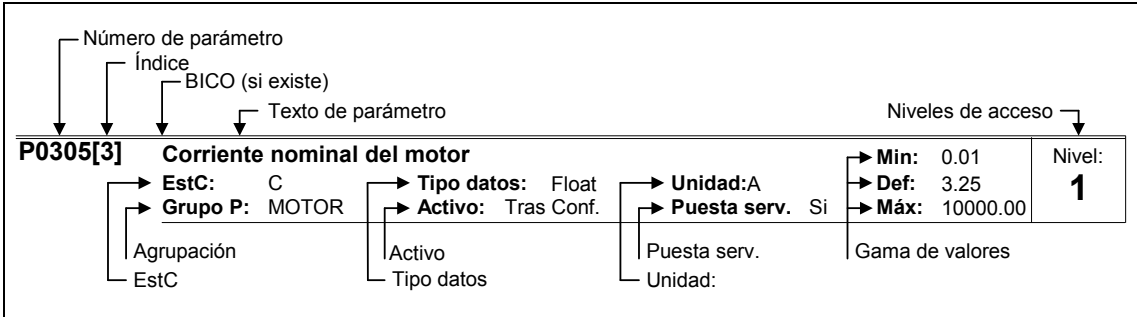 Número de parámetro
Índice
BICO (si existe)
Texto de parámetro Niveles de acceso
P0305[3] Corriente nominal del motor Min: 0.01 Nivel:
EstC: C Tipo datos: Float Unidad:A Def: 3.25 1
Grupo P: MOTOR Activo: Tras Conf. Puesta serv. Si Máx: 10000.00
Agrupación Activo Puesta serv. Gama de valores
EstC Tipo datos Unidad: